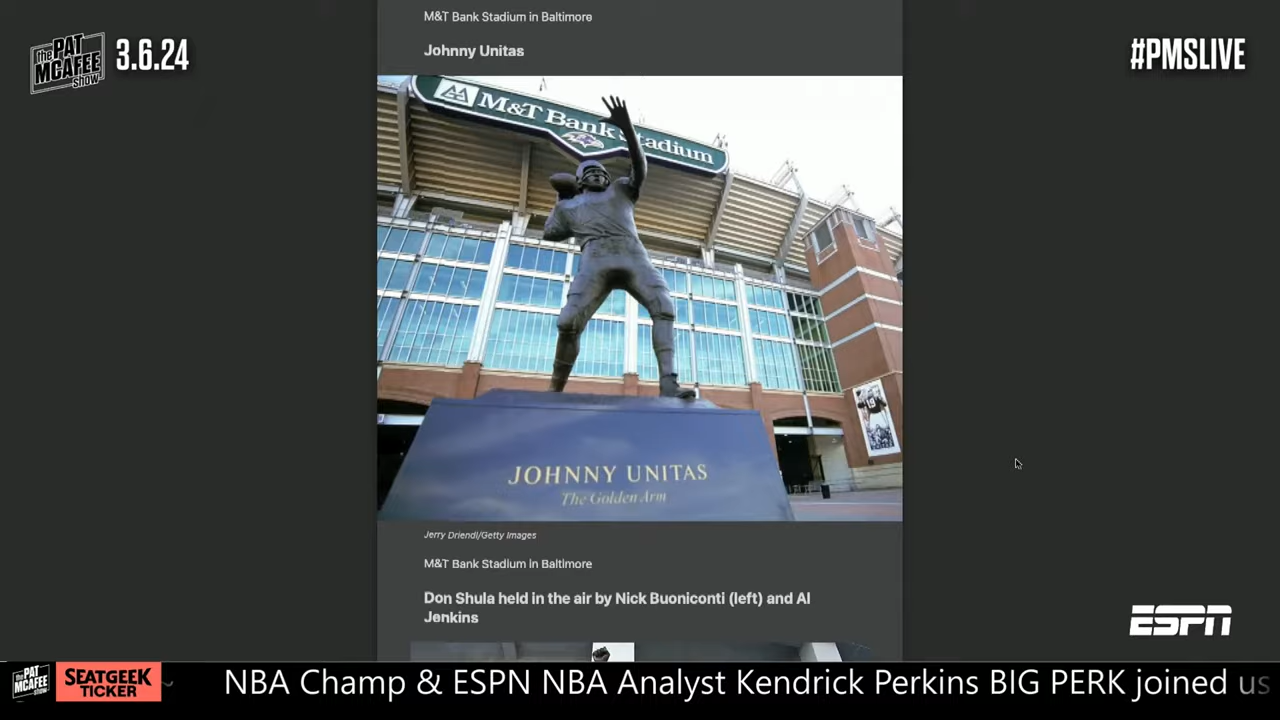 The
PAT
MCAFEE
SHOW
3.6.24
#PMSLIVE
M&T Bank Stadium in Baltimore
Johnny Unitas
M&T Bank Stadium
19
JOHNNY UNITAS
The Golden Arm
Jerry Driendl/Getty Images
M&T Bank Stadium in Baltimore
Don Shula held in the air by Nick Buoniconti (left) and Al
Jenkins
ESPN
The PAT
MCAFEE
SHOW
SEATGEEK
TICKER
NBA Champ & ESPN NBA Analyst Kendrick Perkins BIG PERK joined us